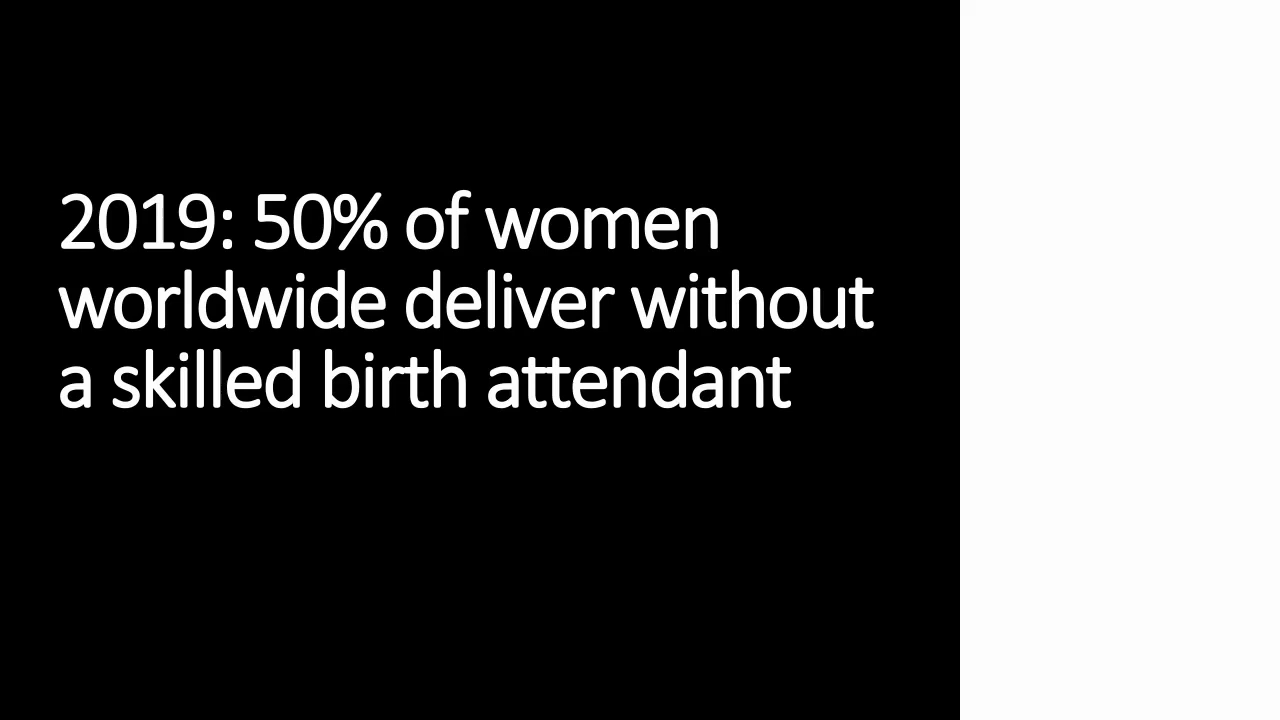 2019: 50% of women
worldwide deliver without
a skilled birth attendant